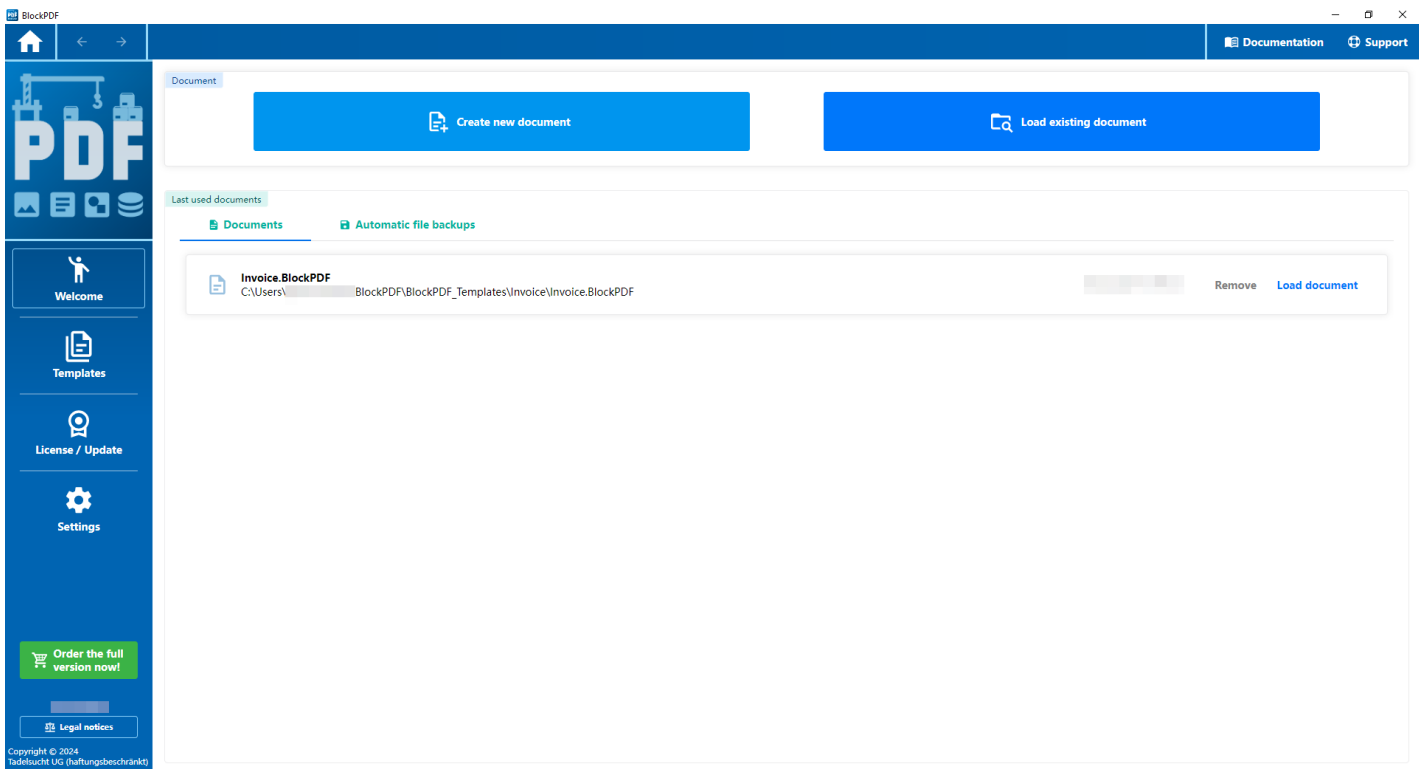 BlockPDF
Documentation
Support
PDF
Document
Create new document
Load existing document
Last used documents
Documents
Automatic file backups
Invoice.BlockPDF
C:\Users\ BlockPDF\BlockPDF_Templates\Invoice\Invoice.BlockPDF
Remove
Load document
Welcome
Templates
License / Update
Settings
Order the full
version now!
Legal notices
Copyright © 2024
Tadelsucht UG (haftungsbeschränkt)